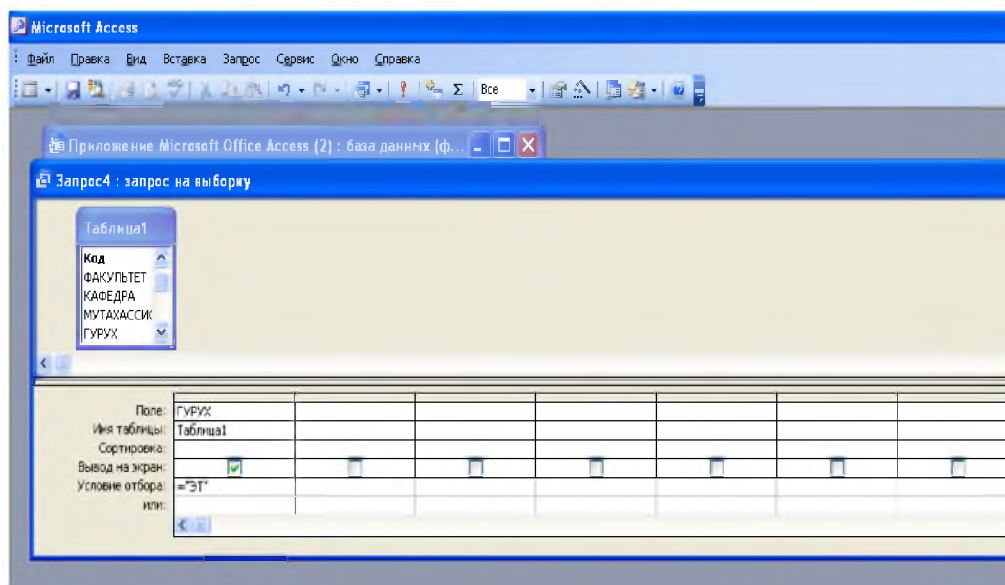 Microsoft Access
Файл Правка Вид Вставка Запрос Сервис Окно Справка
Все
Приложение Microsoft Office Access (2) : база данных (ф...
Запрос4 : запрос на выборку
Таблица1
Код
ФАКУЛЬТЕТ
КАФЕДРА
МУТАХАССИС
ГУРУХ
Поле: ГУРУХ
Имя таблицы: Таблица1
Сортировка:
Вывод на экран:
Условие отбора: ="ЭТ"
или: